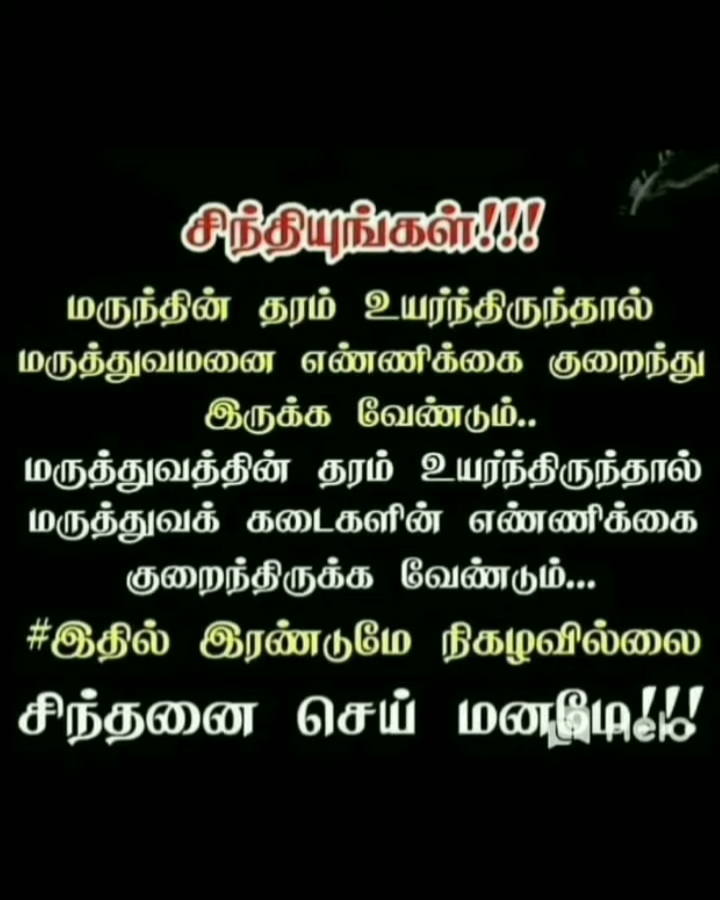 சிந்தியுங்கள்!!!
மருந்தின் தரம் உயர்ந்திருந்தால்
மருத்துவமனை எண்ணிக்கை குறைந்து
இருக்க வேண்டும்..
மருத்துவத்தின் தரம் உயர்ந்திருந்தால்
மருத்துவக் கடைகளின் எண்ணிக்கை
குறைந்திருக்க வேண்டும்...
#இதில் இரண்டுமே நிகழவில்லை
சிந்தனை செய் மனமே!!!
Helo